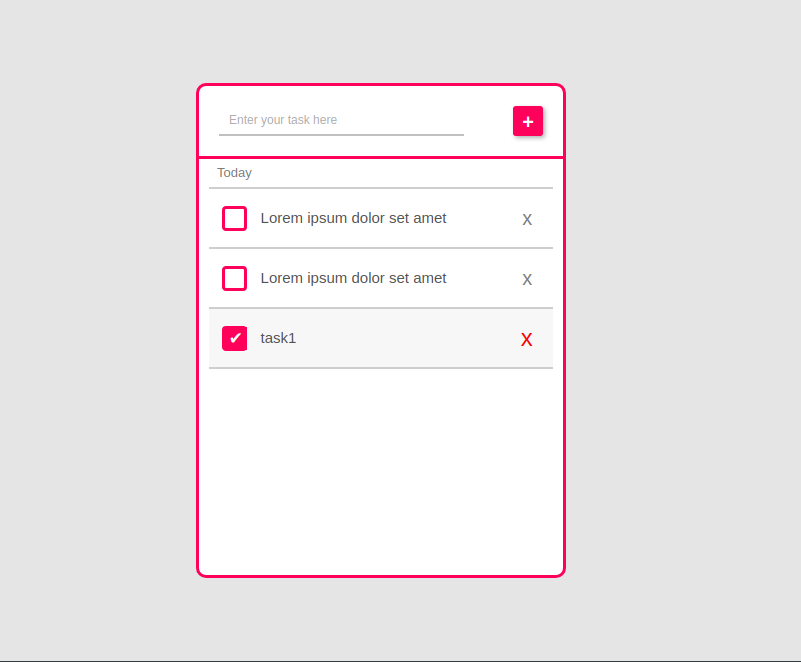 Enter your task here
+
Today
Lorem ipsum dolor set amet
x
Lorem ipsum dolor set amet
x
✔ task1
x